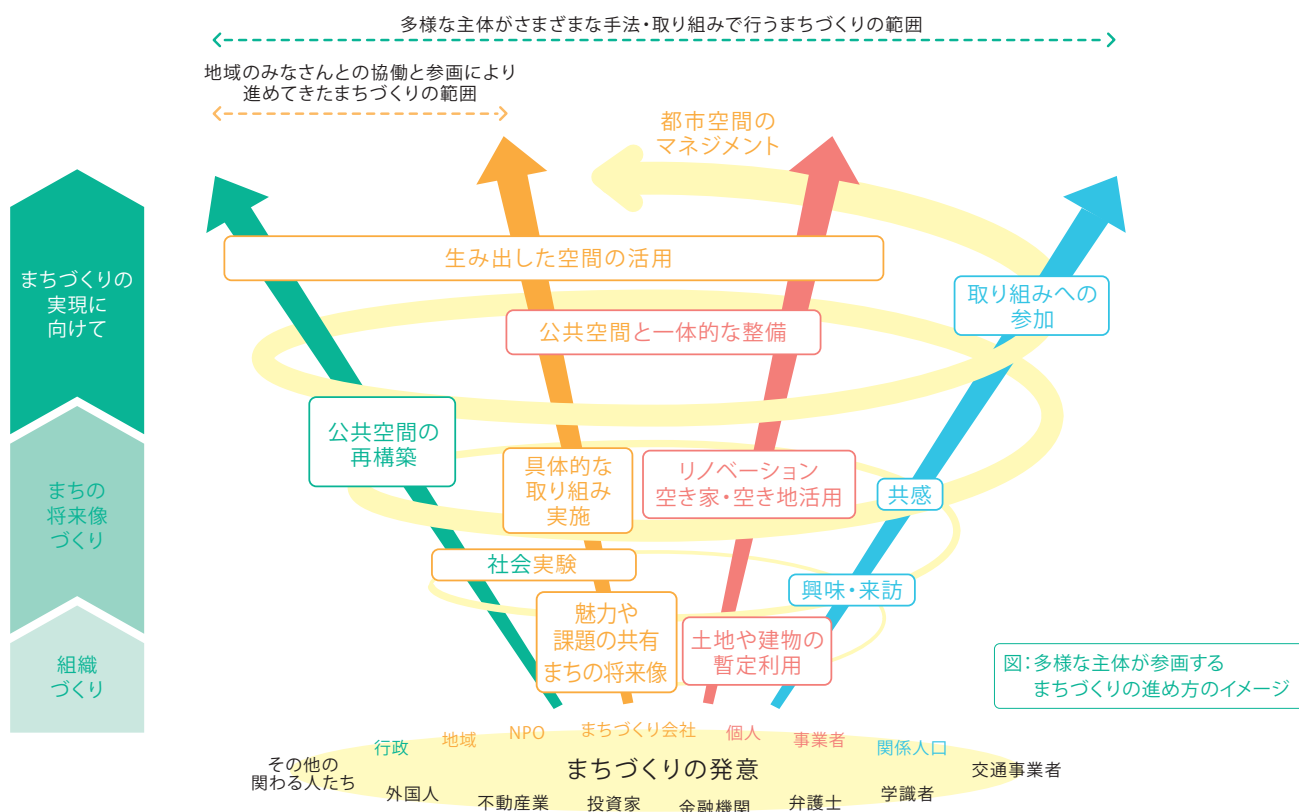 多様な主体がさまざまな手法・取り組みで行うまちづくりの範囲
地域のみなさんとの協働と参画により
進めてきたまちづくりの範囲
都市空間の
マネジメント
生み出した空間の活用
まちづくりの
実現に
向けて
取り組みへの
参加
公共空間と一体的な整備
公共空間の
再構築
具体的な
取り組み
実施
リノベーション
空き家・空き地活用
共感
まちの
将来像
づくり
社会実験
興味・来訪
魅力や
課題の共有
まちの将来像
土地や建物の
暫定利用
組織
づくり
図：多様な主体が参画する
まちづくりの進め方のイメージ
行政
地域
NPO
まちづくり会社
個人
事業者
関係人口
その他の
関わる人たち
まちづくりの発意
交通事業者
外国人
不動産業
投資家
金融機関
弁護士
学識者